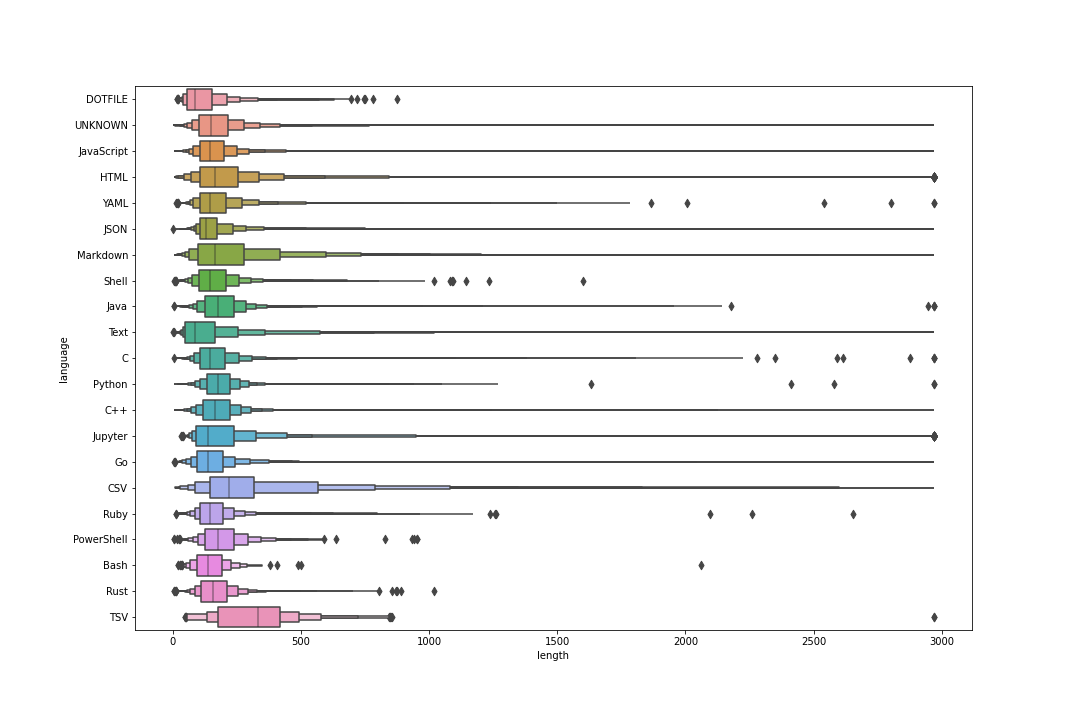 DOTFILE
UNKNOWN
JavaScript
HTML
YAML
JSON
Markdown
Shell
Java
Text
C
Python
C++
Jupyter
Go
CSV
Ruby
PowerShell
Bash
Rust
TSV
language
0 500 1000 1500 2000 2500 3000
length